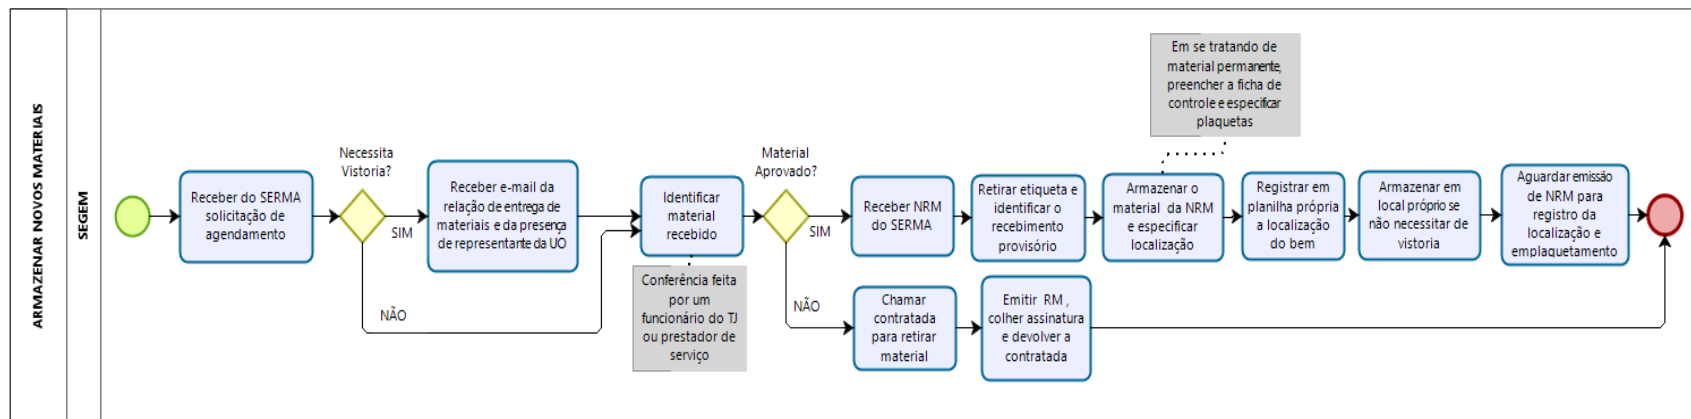 ARMAZENAR NOVOS MATERIAIS
SEGEM
Receber do SERMA
solicitação de
agendamento
Necessita
Vistoria?
SIM
NÃO
Receber e-mail da
relação de entrega de
materiais e da presença
de representante da UO
Identificar
material
recebido
Conferência feita
por um
funcionário do TJ
ou prestador de
serviço
Material
Aprovado?
SIM
NÃO
Receber NRM
do SERMA
Retirar etiqueta e
identificar o
recebimento
provisório
Em se tratando de
material permanente,
preencher a ficha de
controle e especificar
plaquetas
Armazenar o
material da NRM
e especificar
localização
Registrar em
planilha própria
a localização
do bem
Armazenar em
local próprio se
não necessitar de
vistoria
Aguardar emissão
de NRM para
registro da
localização e
emplaquetamento
Chamar
contratada
para retirar
material
Emitir RM ,
colher assinatura
e devolver a
contratada